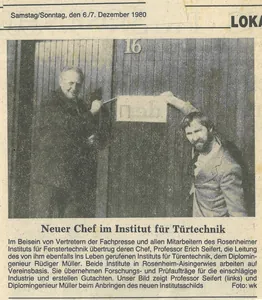 Samstag/Sonntag, den 6./7. Dezember 1980
LOKA
16
Neuer Chef im Institut für Türtechnik
Im Beisein von Vertretern der Fachpresse und allen Mitarbeitern des Rosenheimer
Instituts für Fenstertechnik übertrug deren Chef, Professor Erich Seifert, die Leitung
des von ihm ebenfalls ins Leben gerufenen Instituts für Türentechnik, dem Diplomin-
genieur Rüdiger Müller. Beide Institute in Rosenheim-Aisingerwies arbeiten auf
Vereinsbasis. Sie übernehmen Forschungs- und Prüfaufträge für die einschlägige
Industrie und erstellen Gutachten. Unser Bild zeigt Professor Seifert (links) und
Diplomingenieur Müller beim Anbringen des neuen Institutsschilds
Foto: wk